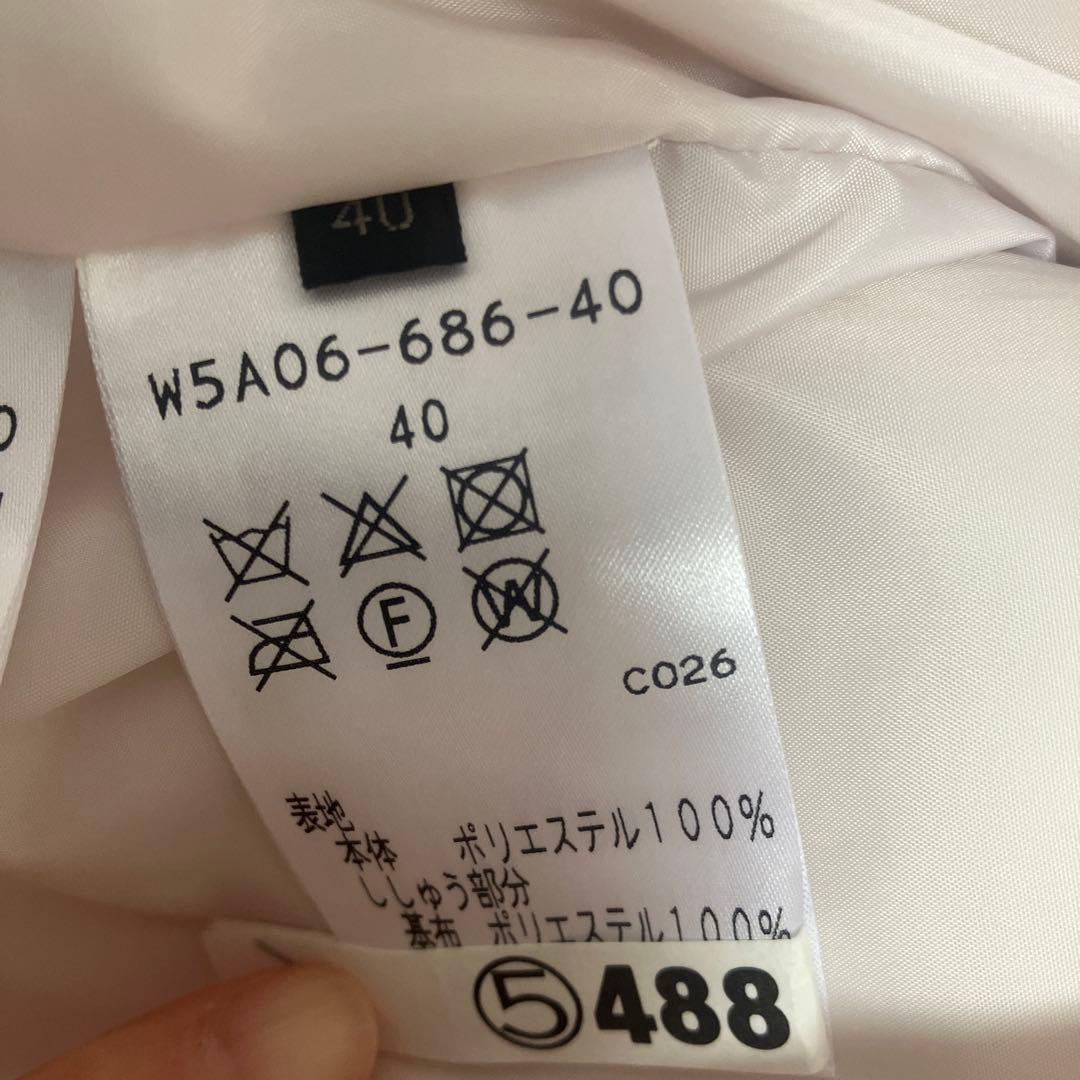 40
W5A06-686-40
40
F
W
C026
表地
本体 ポリエステル100%
ししゅう部分
基布 ポリエステル100%
⑤488